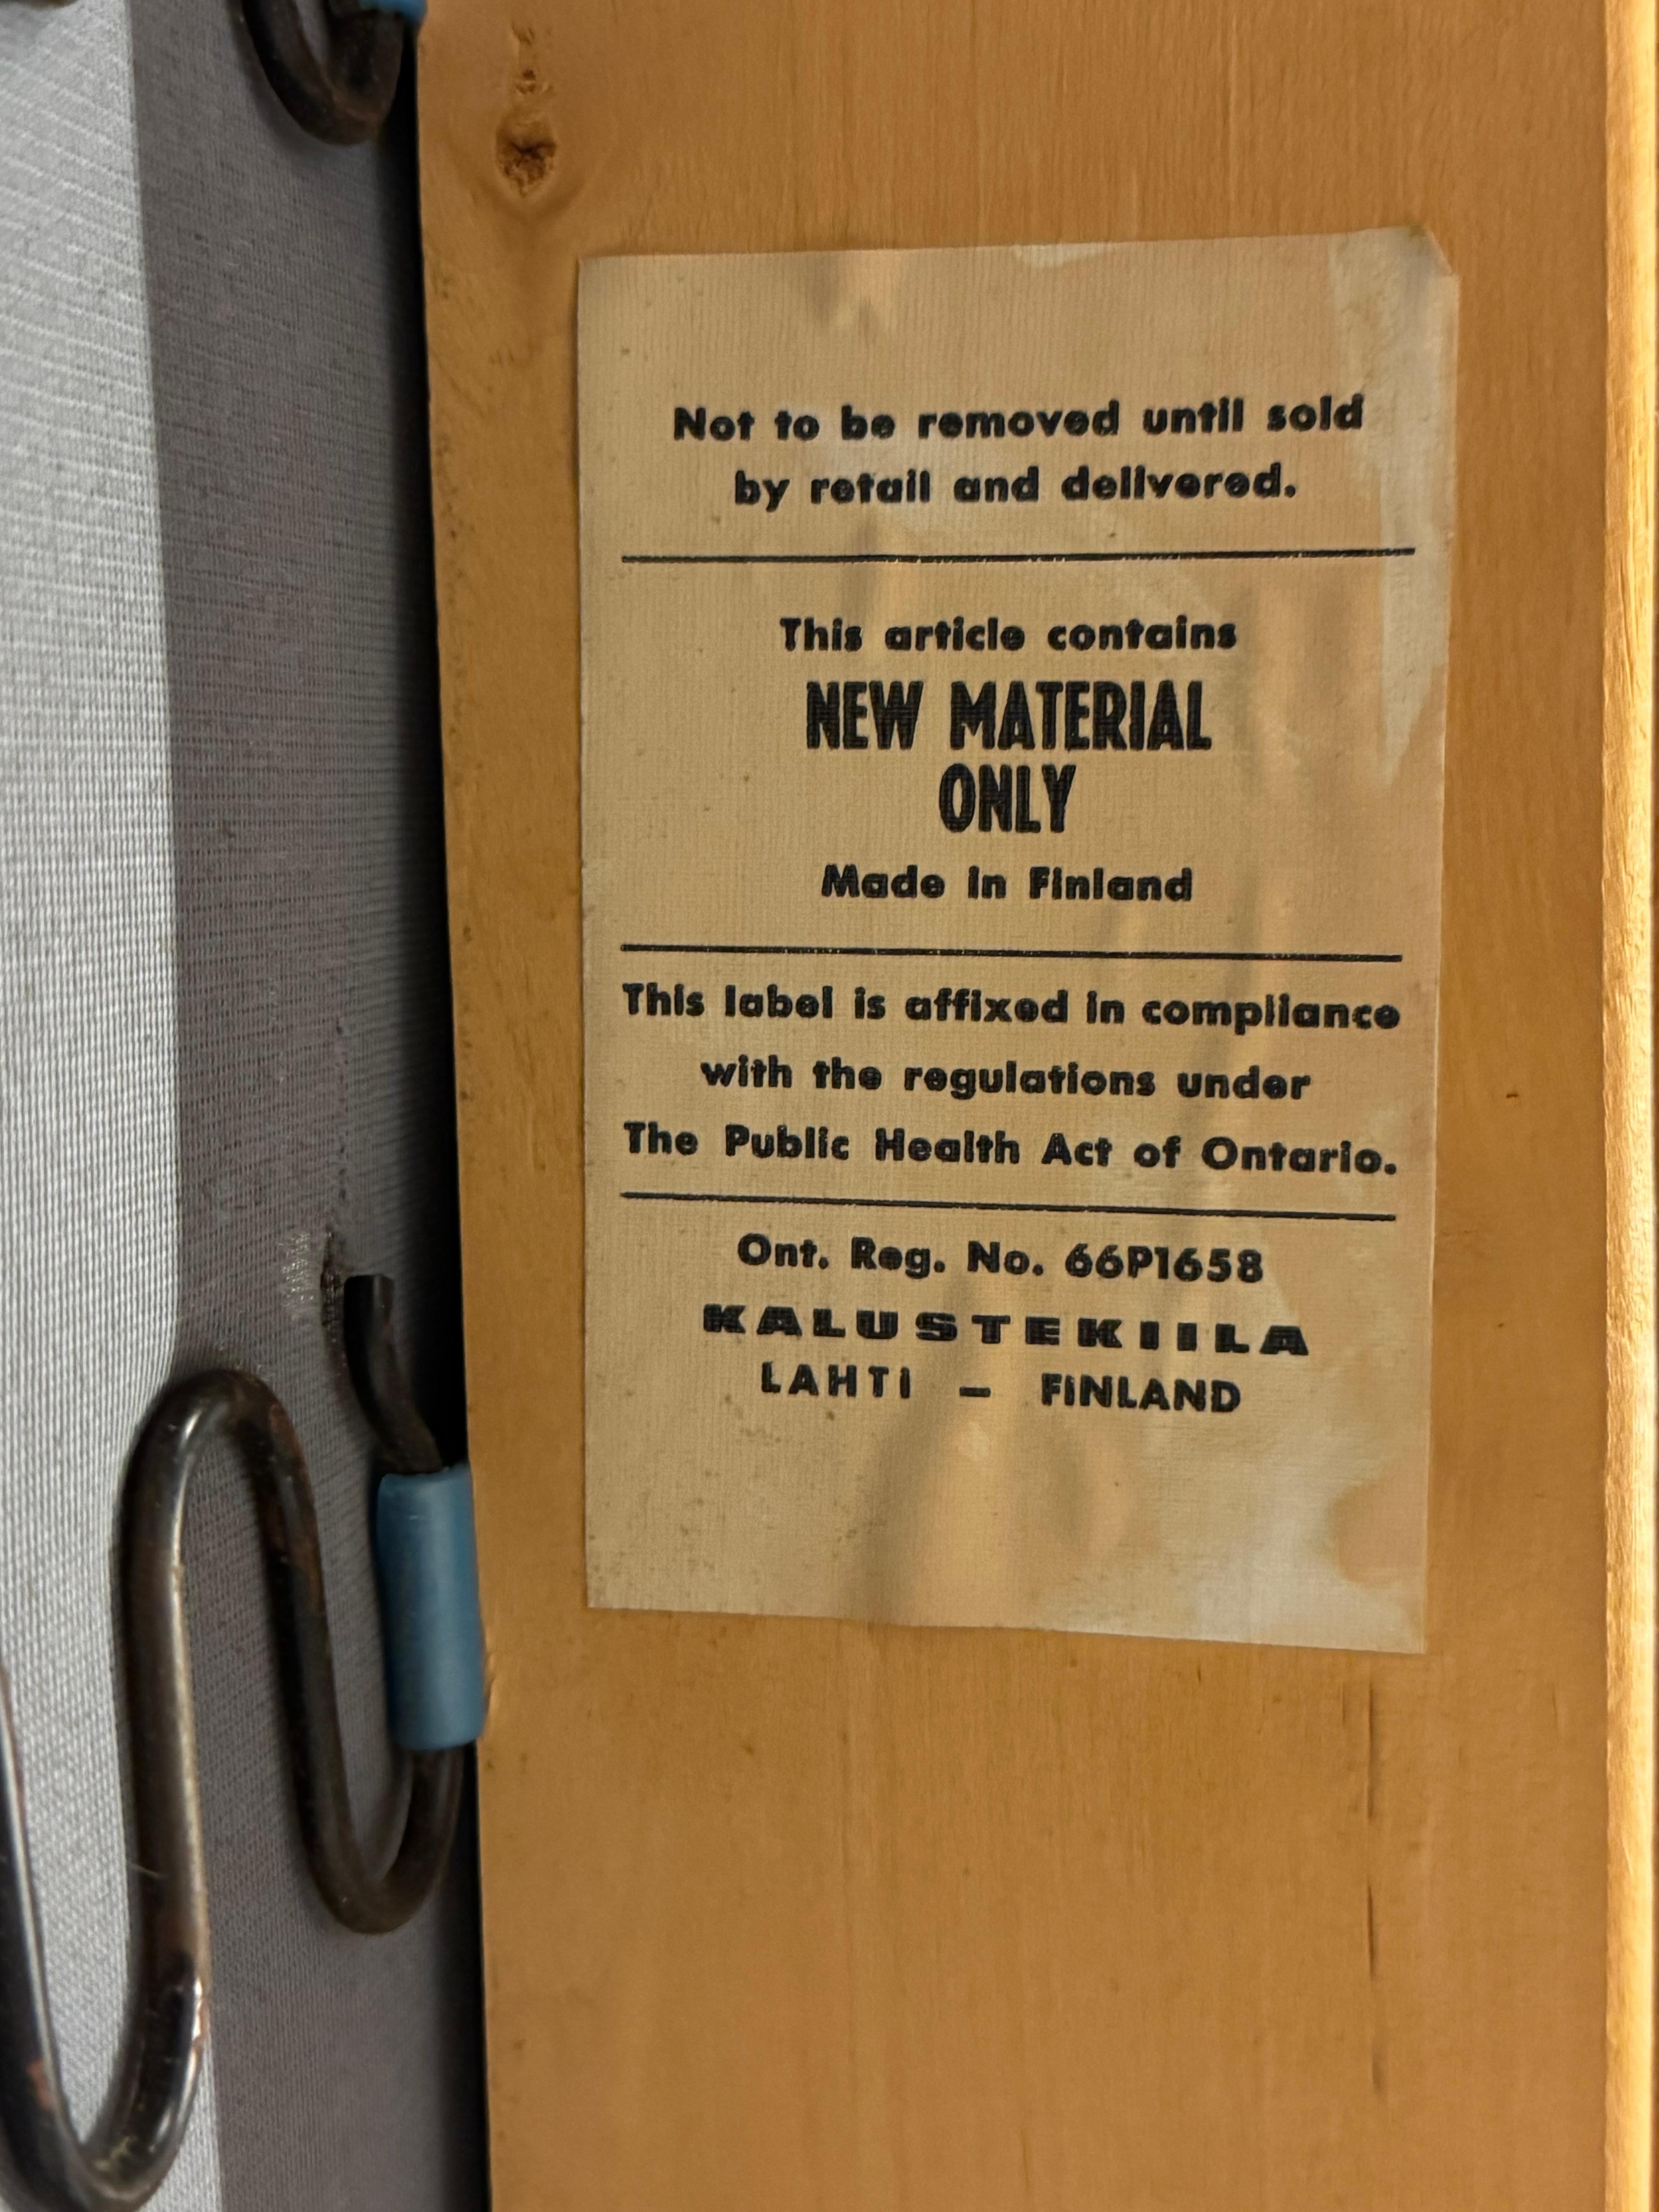 Not to be removed until sold
by retail and delivered.
This article contains
NEW MATERIAL
ONLY
Made in Finland
This label is affixed in compliance
with the regulations under
The Public Health Act of Ontario.
Ont. Reg. No. 66P1658
KALUSTEKIILA
LAHTI – FINLAND